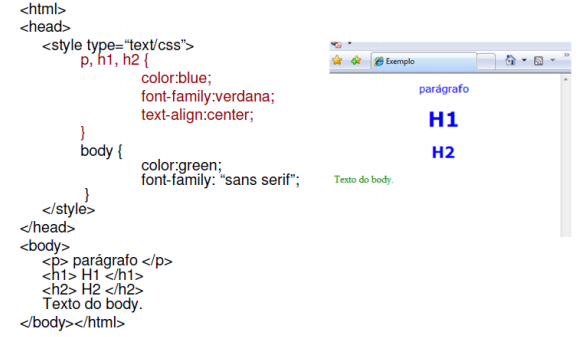 <html>
<head>
<style type=“text/css”>
p, h1, h2 {
color:blue;
font-family:verdana;
text-align:center;
}
body {
color:green;
font-family: “sans serif”;
}
</style>
</head>
<body>
<p> parágrafo </p>
<h1> H1 </h1>
<h2> H2 </h2>
Texto do body.
</body></html>
Exemplo
parágrafo
H1
H2
Texto do body.